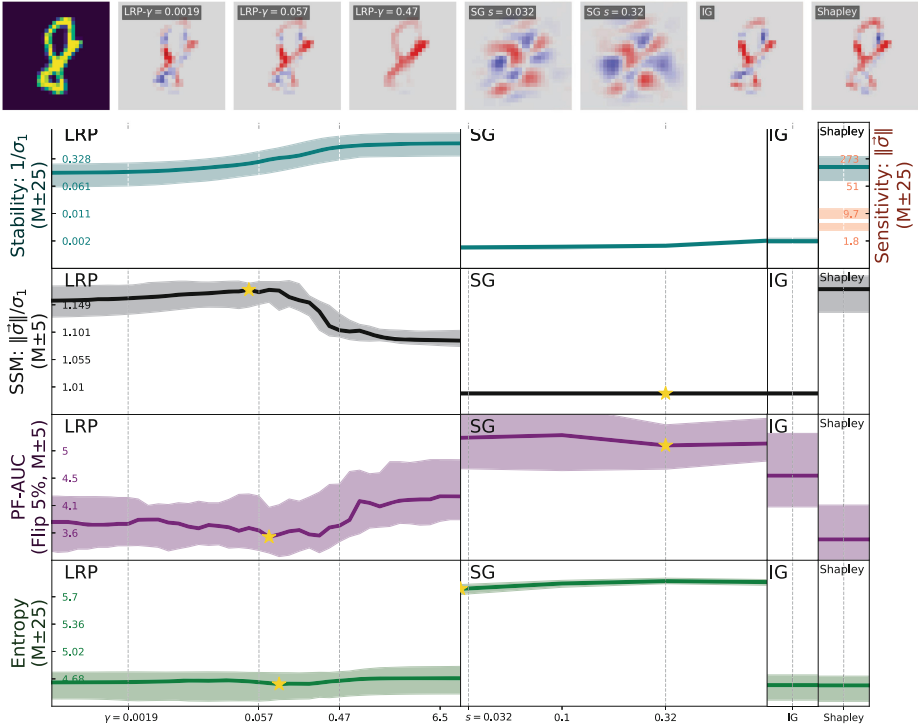 LRP-γ = 0.0019
LRP-γ = 0.057
LRP-γ = 0.47
SG s = 0.032
SG s = 0.32
IG
Shapley
Stability: 1/σ₁
(M±25)
LRP
0.328
0.061
0.011
0.002
SG
IG
Shapley
273
51
9.7
1.8
Sensitivity: ‖σ⃗‖
(M±25)
SSM: ‖σ⃗‖/σ₁
(M±5)
LRP
1.149
1.101
1.055
1.01
SG
IG
Shapley
PF-AUC
(Flip 5%, M±5)
LRP
5
4.5
4.1
3.6
SG
IG
Shapley
Entropy
(M±25)
LRP
5.7
5.36
5.02
4.68
SG
IG
Shapley
γ = 0.0019
0.057
0.47
6.5
s = 0.032
0.1
0.32
IG
Shapley